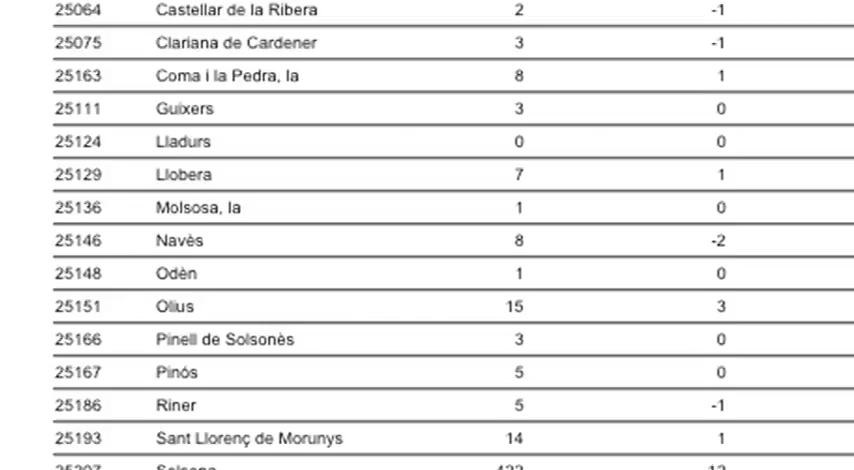 25064 Castellar de la Ribera 2 -1
25075 Clariana de Cardener 3 -1
25163 Coma i la Pedra, la 8 1
25111 Guixers 3 0
25124 Lladurs 0 0
25129 Llobera 7 1
25136 Molsosa, la 1 0
25146 Navès 8 -2
25148 Odèn 1 0
25151 Olius 15 3
25166 Pinell de Solsonès 3 0
25167 Pinós 5 0
25186 Riner 5 -1
25193 Sant Llorenç de Morunys 14 1
25207 Solsona